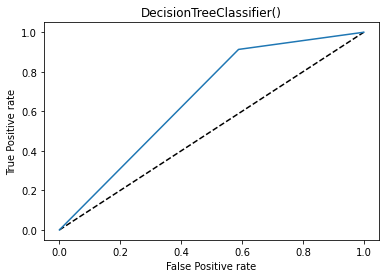 DecisionTreeClassifier()
True Positive rate
1.0
0.8
0.6
0.4
0.2
0.0
0.0 0.2 0.4 0.6 0.8 1.0
False Positive rate